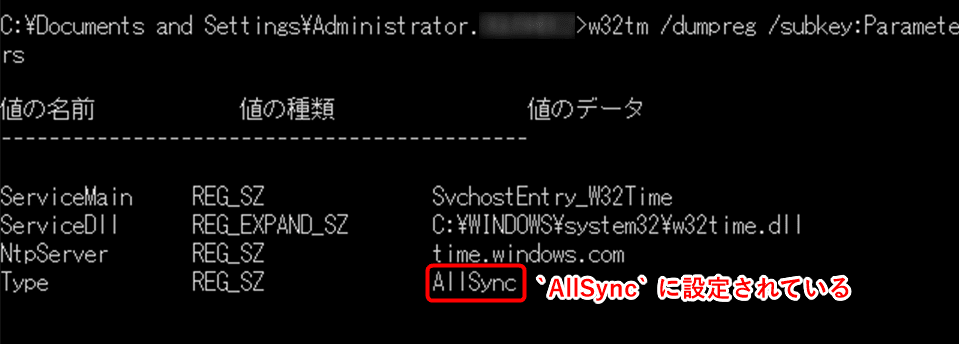 C:¥Documents and Settings¥Administrator. >w32tm /dumpreg /subkey:Paramete
rs
値の名前 値の種類 値のデータ
--------------------------------------------
ServiceMain REG_SZ SvchostEntry_W32Time
ServiceDll REG_EXPAND_SZ C:¥WINDOWS¥system32¥w32time.dll
NtpServer REG_SZ time.windows.com
Type REG_SZ AllSync `AllSync` に設定されている